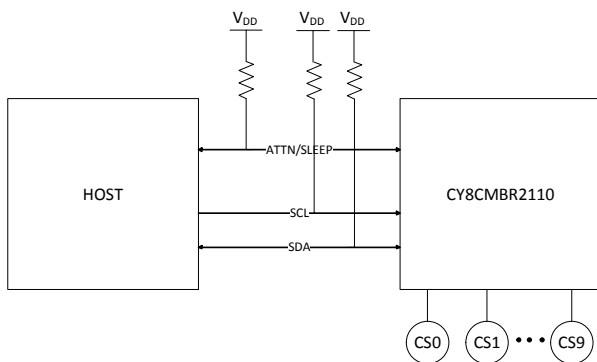 VDD VDD VDD
ATTN/SLEEP
HOST CY8CMBR2110
SCL
SDA
CS0 CS1 ••• CS9